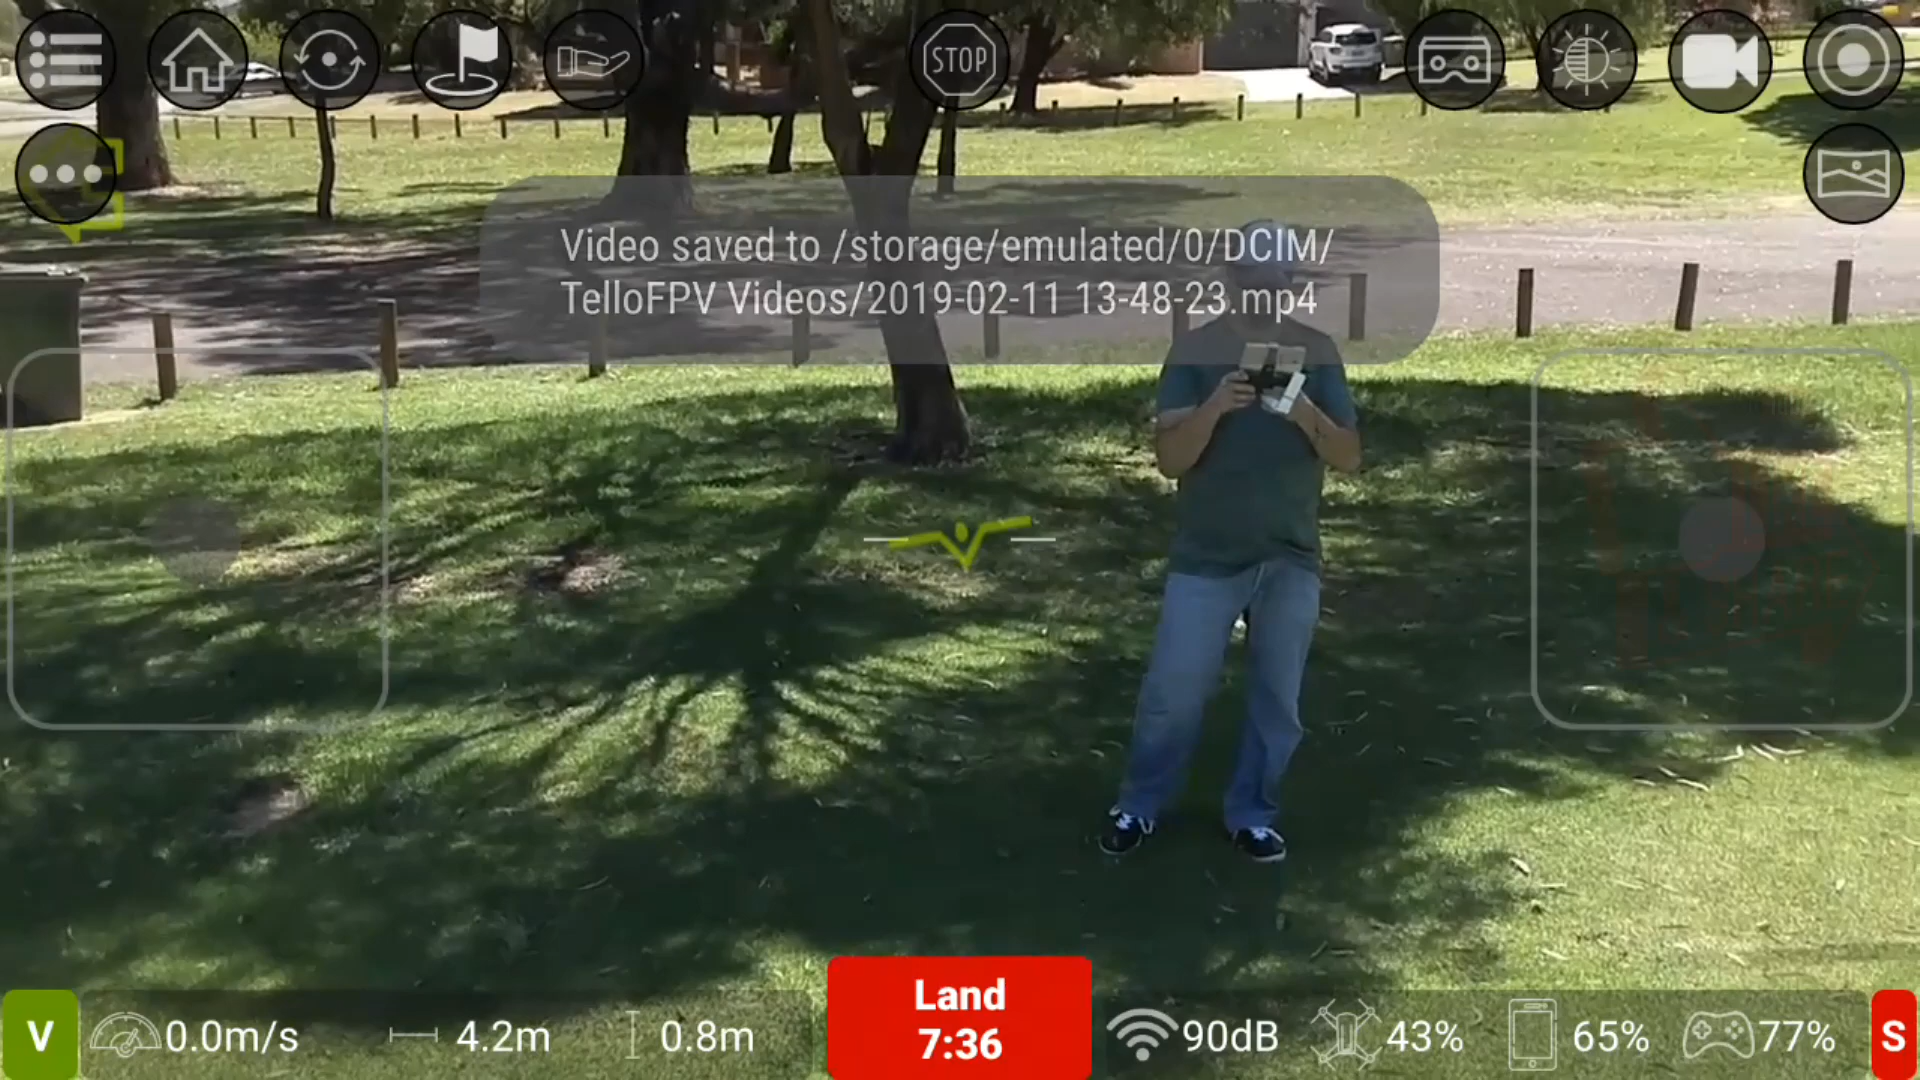 STOP
Video saved to /storage/emulated/0/DCIM/
TelloFPV Videos/2019-02-11 13-48-23.mp4
V
0.0m/s
4.2m
0.8m
Land
7:36
90dB
43%
65%
77%
S